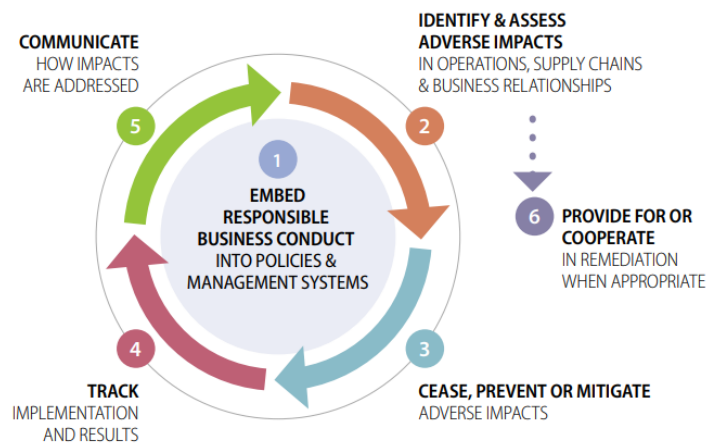 1
EMBED
RESPONSIBLE
BUSINESS CONDUCT
INTO POLICIES &
MANAGEMENT SYSTEMS
2
IDENTIFY & ASSESS
ADVERSE IMPACTS
IN OPERATIONS, SUPPLY CHAINS
& BUSINESS RELATIONSHIPS
3
CEASE, PREVENT OR MITIGATE
ADVERSE IMPACTS
4
TRACK
IMPLEMENTATION
AND RESULTS
5
COMMUNICATE
HOW IMPACTS
ARE ADDRESSED
6
PROVIDE FOR OR
COOPERATE
IN REMEDIATION
WHEN APPROPRIATE